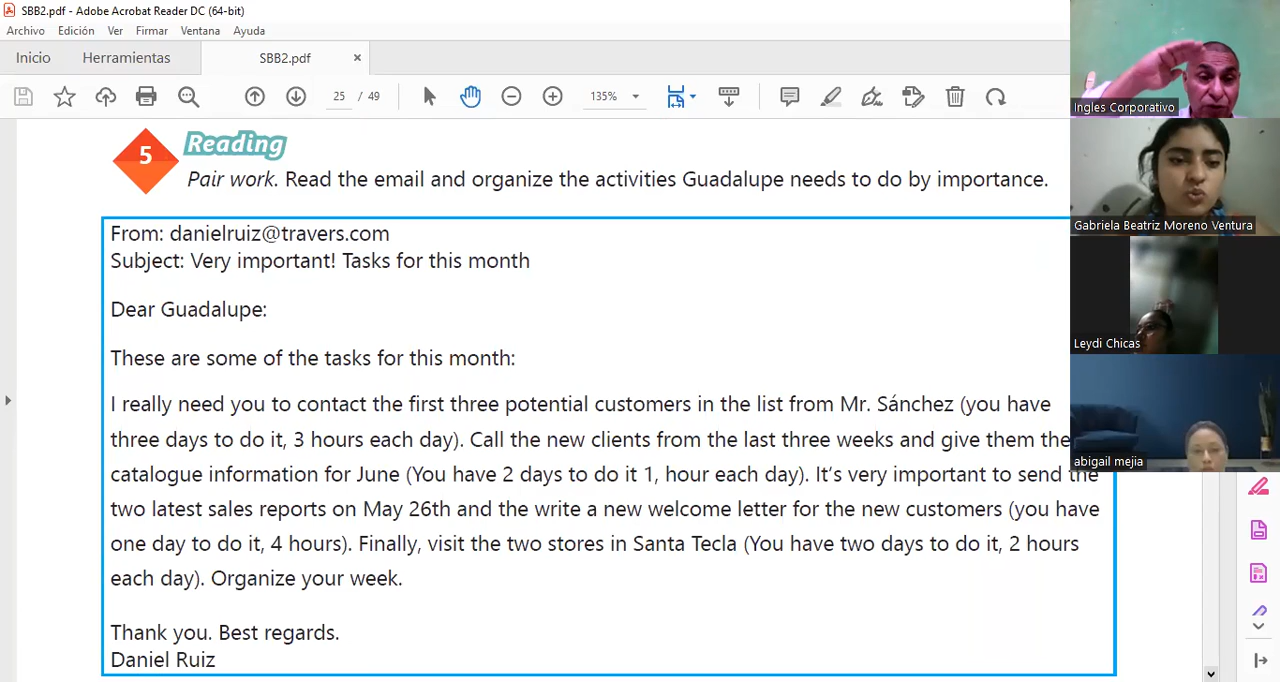 SBB2.pdf - Adobe Acrobat Reader DC (64-bit)
Archivo Edición Ver Firmar Ventana Ayuda
Inicio Herramientas SBB2.pdf ×
25 / 49 135%
5 Reading
Pair work. Read the email and organize the activities Guadalupe needs to do by importance.
From: danielruiz@travers.com
Subject: Very important! Tasks for this month
Dear Guadalupe:
These are some of the tasks for this month:
I really need you to contact the first three potential customers in the list from Mr. Sánchez (you have
three days to do it, 3 hours each day). Call the new clients from the last three weeks and give them the
catalogue information for June (You have 2 days to do it 1, hour each day). It's very important to send the
two latest sales reports on May 26th and the write a new welcome letter for the new customers (you have
one day to do it, 4 hours). Finally, visit the two stores in Santa Tecla (You have two days to do it, 2 hours
each day). Organize your week.
Thank you. Best regards.
Daniel Ruiz
Ingles Corporativo
Gabriela Beatriz Moreno Ventura
Leydi Chicas
abigail mejia